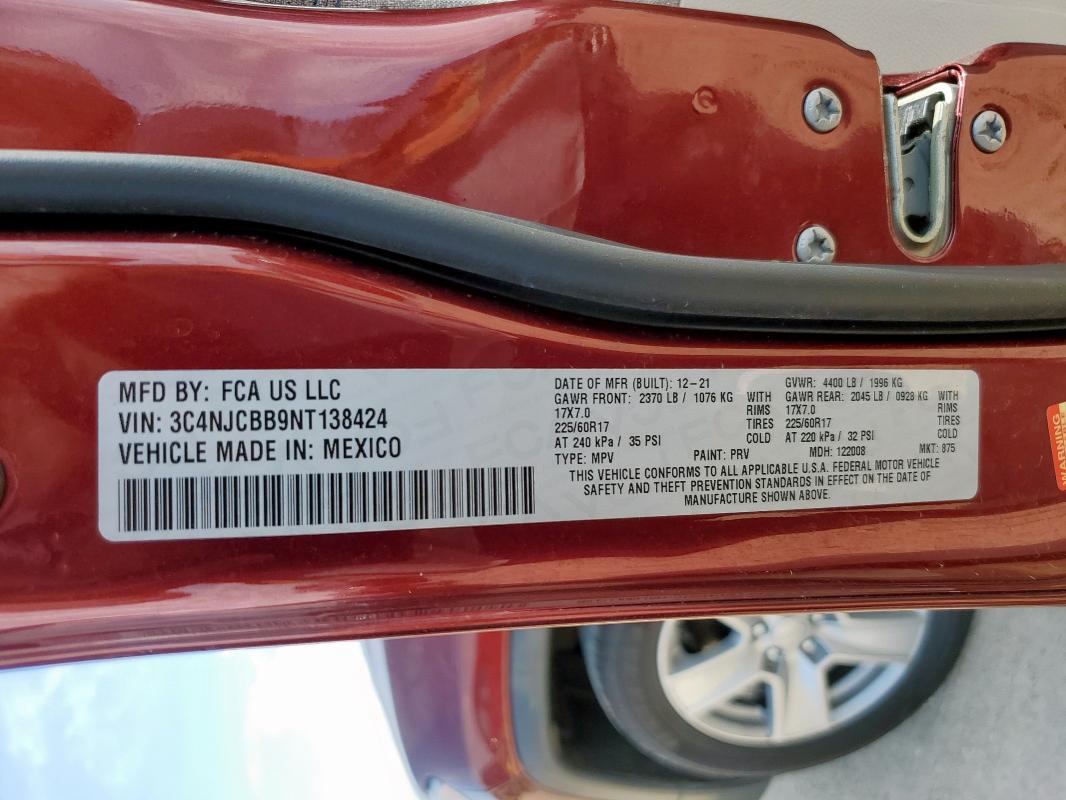 MFD BY: FCA US LLC
VIN: 3C4NJCBB9NT138424
VEHICLE MADE IN: MEXICO
DATE OF MFR (BUILT): 12-21 GVWR: 4400 LB / 1996 KG
GAWR FRONT: 2370 LB / 1076 KG WITH GAWR REAR: 2045 LB / 0928 KG WITH
17X7.0 RIMS 17X7.0 RIMS
225/60R17 TIRES 225/60R17 TIRES
AT 240 kPa / 35 PSI COLD AT 220 kPa / 32 PSI COLD
TYPE: MPV PAINT: PRV MDH: 122008 MKT: 875
THIS VEHICLE CONFORMS TO ALL APPLICABLE U.S.A. FEDERAL MOTOR VEHICLE
SAFETY AND THEFT PREVENTION STANDARDS IN EFFECT ON THE DATE OF
MANUFACTURE SHOWN ABOVE.
WARNING